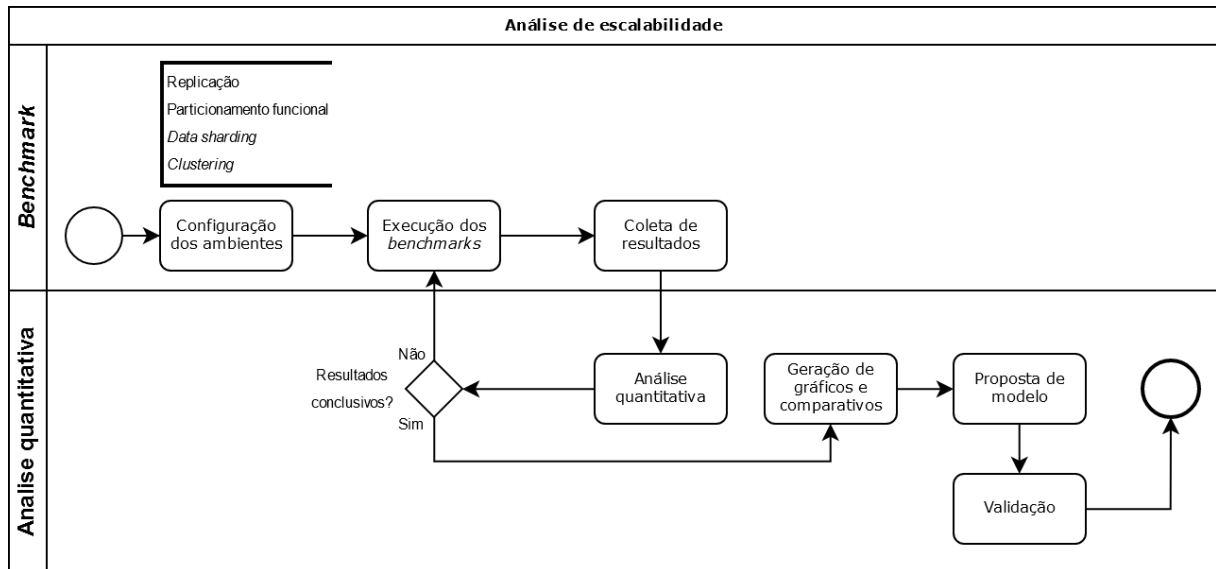 Análise de escalabilidade
Benchmark
Replicação
Particionamento funcional
Data sharding
Clustering
Configuração
dos ambientes
Execução dos
benchmarks
Coleta de
resultados
Analise quantitativa
Não
Resultados
conclusivos?
Sim
Análise
quantitativa
Geração de
gráficos e
comparativos
Proposta de
modelo
Validação